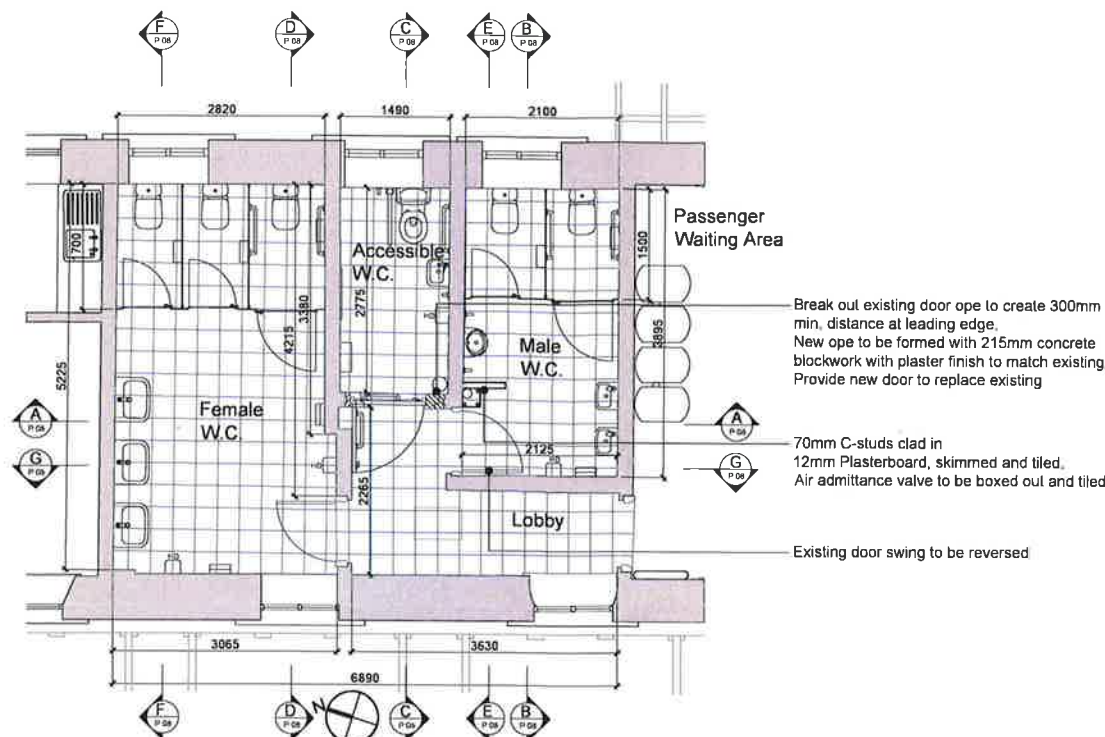 F
P 08
D
P 08
C
P 08
E
P 08
B
P 08
2820
1490
2100
Passenger
Waiting Area
700
1500
Accessible
W.C.
2775
3380
4215
3895
Break out existing door ope to create 300mm
min. distance at leading edge.
New ope to be formed with 215mm concrete
blockwork with plaster finish to match existing
Provide new door to replace existing
Male
W.C.
5225
Female
W.C.
A
P 08
A
P 08
G
P 08
G
P 08
2125
70mm C-studs clad in
12mm Plasterboard, skimmed and tiled.
Air admittance valve to be boxed out and tiled
2265
Lobby
Existing door swing to be reversed
3065
3630
6890
N
F
P 08
D
P 08
C
P 08
E
P 08
B
P 08